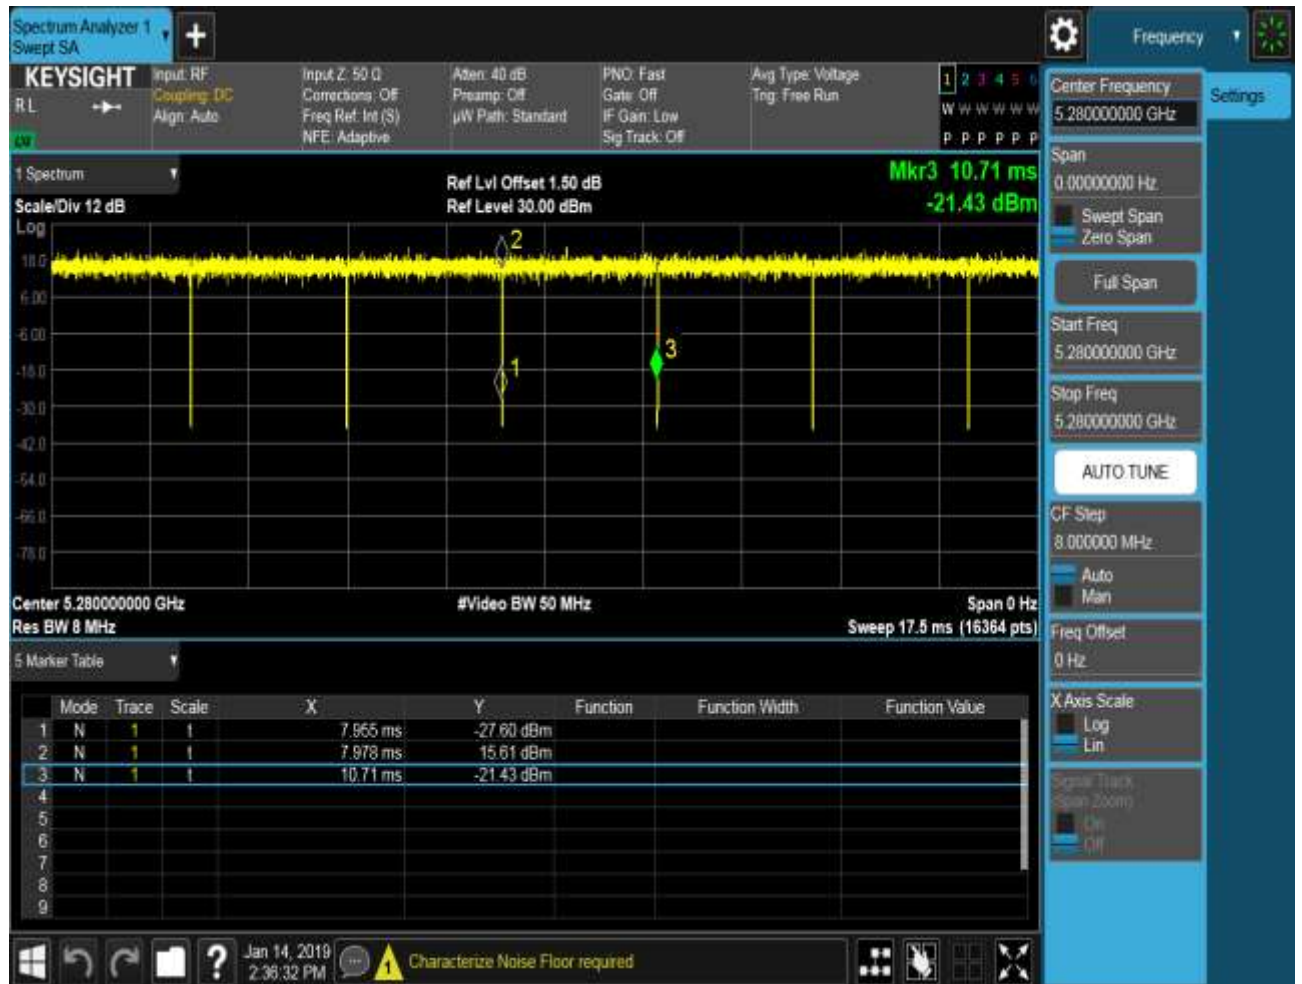 Spectrum Analyzer 1
Swept SA
Frequency
KEYSIGHT
RL
Input: RF
Coupling: DC
Align: Auto
Input Z: 50 Ω
Corrections: Off
Freq Ref: Int (S)
NFE: Adaptive
Atten: 40 dB
Preamp: Off
µW Path: Standard
PNO: Fast
Gate: Off
IF Gain: Low
Sig Track: Off
Avg Type: Voltage
Trig: Free Run
1 2 3 4 5 6
W W W W W W
P P P P P P
Center Frequency
5.280000000 GHz
Settings
Span
0.00000000 Hz
Swept Span
Zero Span
Full Span
Start Freq
5.280000000 GHz
Stop Freq
5.280000000 GHz
AUTO TUNE
CF Step
8.000000 MHz
Auto
Man
Freq Offset
0 Hz
X Axis Scale
Log
Lin
Signal Track
(Span Zoom)
On
Off
1 Spectrum
Scale/Div 12 dB
Ref Lvl Offset 1.50 dB
Ref Level 30.00 dBm
Mkr3 10.71 ms
-21.43 dBm
Log
18.0
6.00
-6.00
-18.0
-30.0
-42.0
-54.0
-66.0
-78.0
2
1
3
Center 5.280000000 GHz
#Video BW 50 MHz
Span 0 Hz
Res BW 8 MHz
Sweep 17.5 ms (16364 pts)
5 Marker Table
Mode Trace Scale X Y Function Function Width Function Value
1 N 1 t 7.955 ms -27.60 dBm
2 N 1 t 7.978 ms 15.61 dBm
3 N 1 t 10.71 ms -21.43 dBm
4
5
6
7
8
9
?
Jan 14, 2019
2:36:32 PM
1
Characterize Noise Floor required